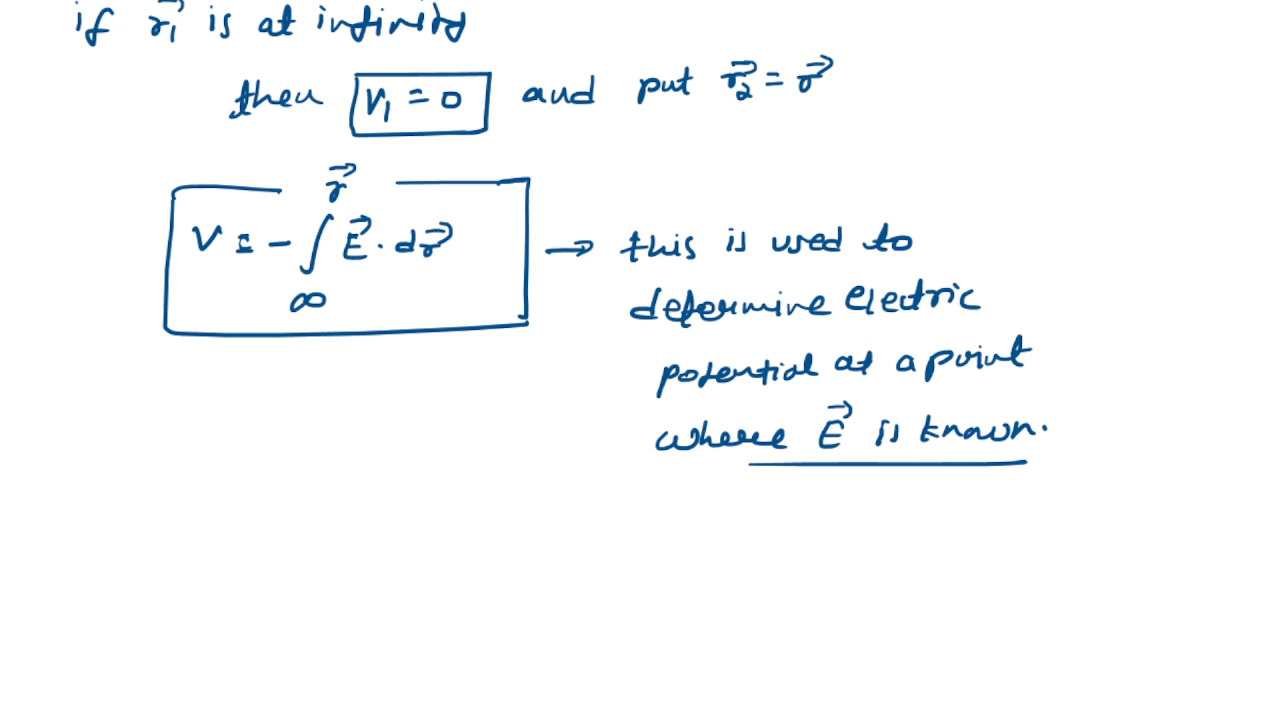 if r⃗₁ is at infinity
then V₁ = 0 and put r⃗₂ = r⃗
V = - ∫_∞^r⃗ E⃗ . dr⃗ → this is used to
determine electric
potential at a point
where E⃗ is known.